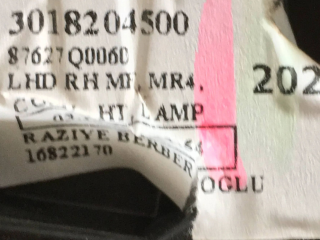 3018204500
87627Q0060
LHD RH MF, MR4,
202
HT LAMP
RAZIYE BERBER
OGLU
16822170